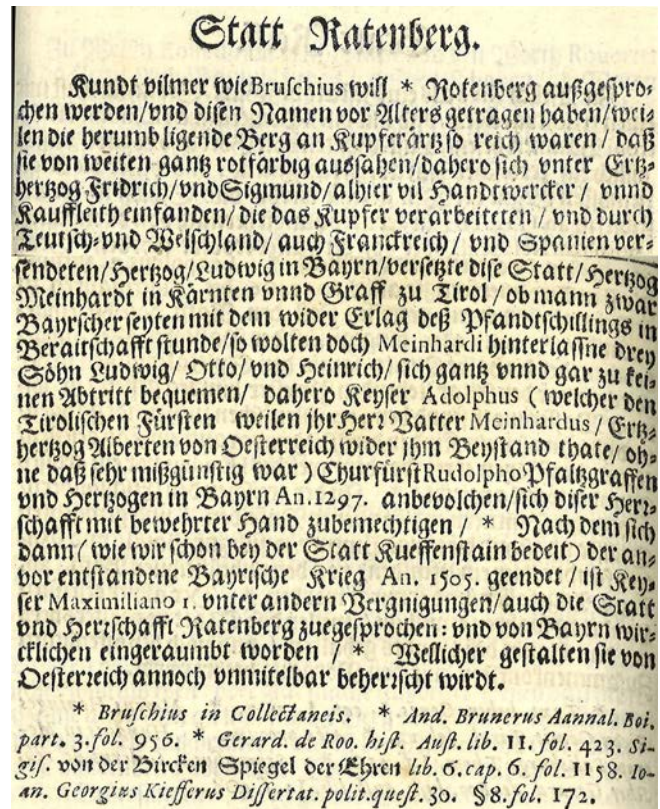 Statt Ratenberg.
Kundt vilmer wie Bruschius will * Rotenberg außgespro⸗
chen werden/vnd disen Namen vor Alters getragen haben/wei⸗
len die herumb ligende Berg an Kupferärtz so reich waren / daß
sie von weiten gantz rotfärbig aussahen/dahero sich vnter Ertz⸗
hertzog Fridrich/vnd Sigmund/alhier vil Handtwercker / vnnd
Kauffleith einfanden/ die das Kupfer verarbeiteten / vnd durch
Teutsch⸗vnd Welschland/ auch Franckreich / vnd Spanien ver⸗
sendeten/Hertzog/Ludwig in Bayrn/versetzte dise Statt/Hertzog
Meinhardt in Kärnten vnnd Graff zu Tirol / ob mann zwar
Bayrscher seyten mit dem wider Erlag deß Pfandtschillings in
Beraitschafft stunde/so wolten doch Meinhardi hinterlassne drey
Söhn Ludwig/ Otto/ vnd Heinrich/ sich gantz vnnd gar zu kei⸗
nen Abtritt bequemen/ dahero Keyser Adolphus ( welcher den
Tirolischen Fürsten weilen jhr Herr Vatter Meinhardus / Ertz⸗
hertzog Alberten von Oesterreich wider jhm Beystand thate/ oh⸗
ne daß sehr mißgünstig war ) Churfürst Rudolpho Pfaltzgraffen
vnd Hertzogen in Bayrn An. 1297. anbevolchen/sich diser Herr⸗
schafft mit bewehrter Hand zubemechtigen / * Nach dem sich
dann ( wie wir schon bey der Statt Kueffenstain bedeit) der an⸗
vor entstandene Bayrische Krieg An. 1505. geendet / ist Key⸗
ser Maximiliano 1. vnter andern Vergnigungen/auch die Statt
vnd Herrschafft Ratenberg zuegesprochen: vnd von Bayrn wir⸗
cklichen eingeraumbt worden / * Wellicher gestalten sie von
Oesterreich annoch vnmitelbar beherrscht wirdt.
* Bruschius in Collectaneis. * And. Brunerus Aannal. Boi.
part. 3. fol. 956. * Gerard. de Roo. hist. Aust. lib. 11. fol. 423. Si-
gis. von der Bircken Spiegel der Ehren lib. 6. cap. 6. fol. 1158. Io-
an. Georgius Kiefferus Dissertat. polit. quest. 30. §8. fol. 172.